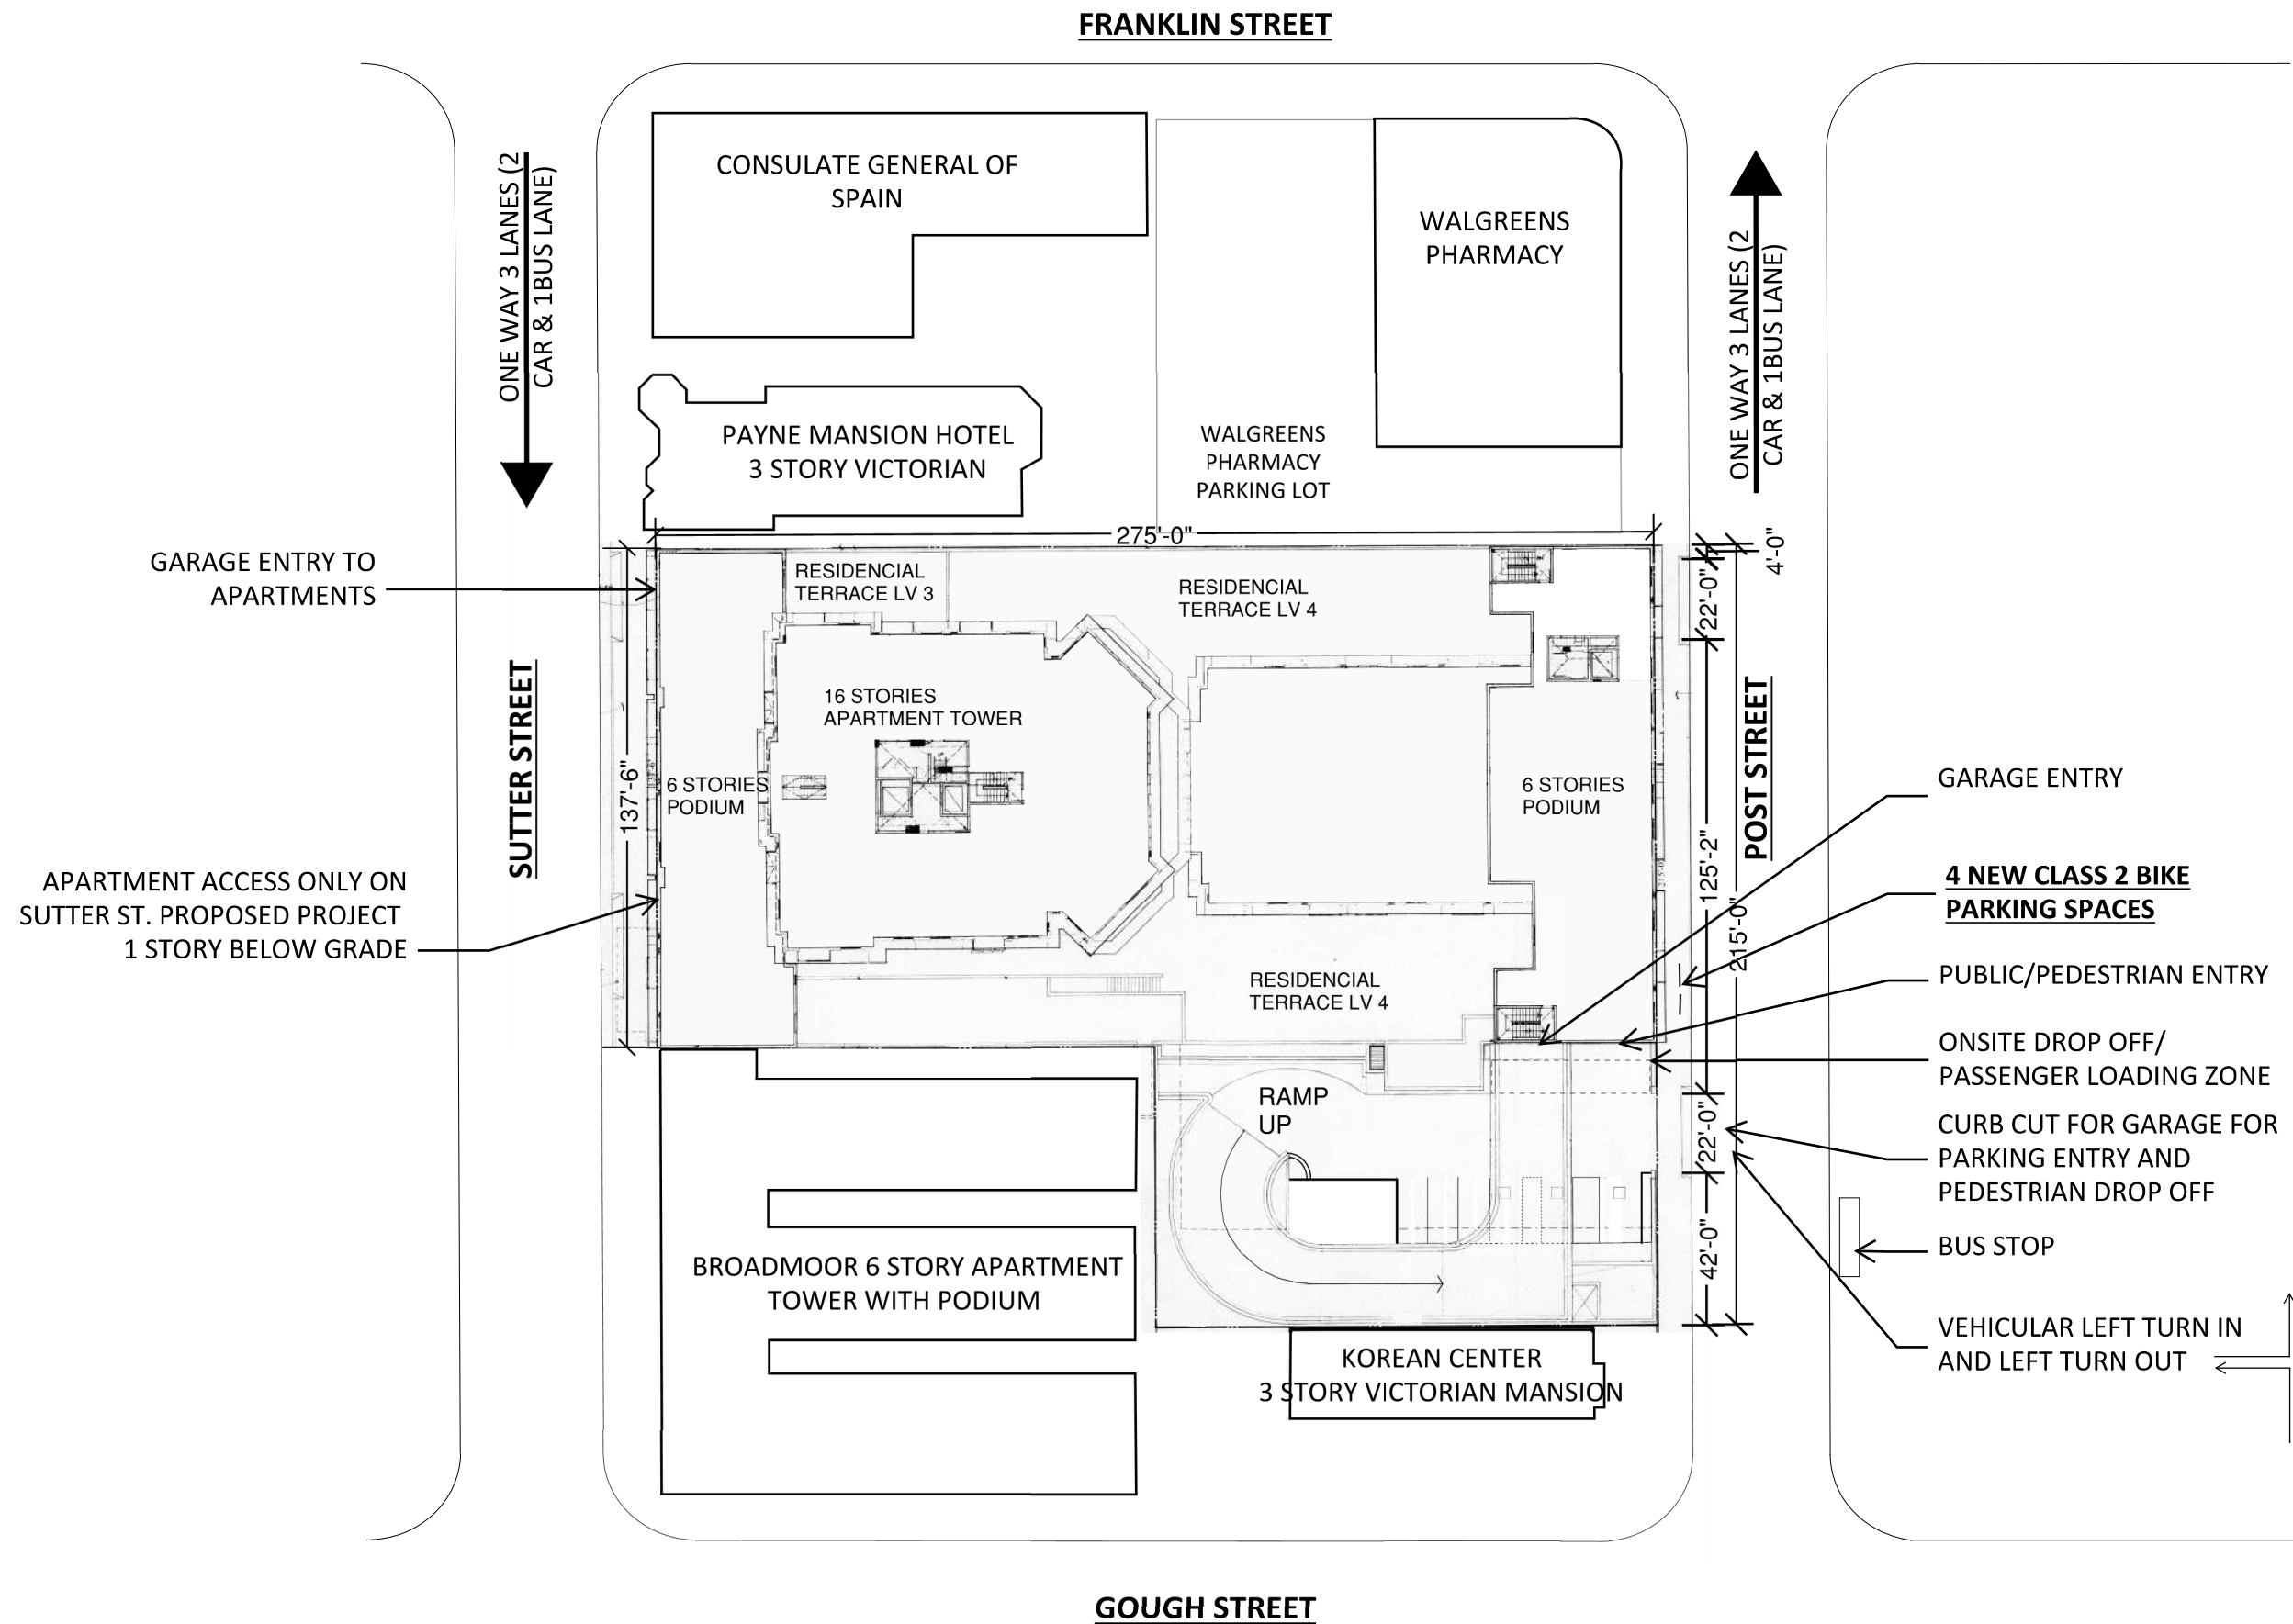 FRANKLIN STREET
CONSULATE GENERAL OF
SPAIN
WALGREENS
PHARMACY
ONE WAY 3 LANES (2
CAR & 1BUS LANE)
ONE WAY 3 LANES (2
CAR & 1BUS LANE)
PAYNE MANSION HOTEL
3 STORY VICTORIAN
WALGREENS
PHARMACY
PARKING LOT
275'-0"
4'-0"
GARAGE ENTRY TO
APARTMENTS
RESIDENCIAL
TERRACE LV 3
RESIDENCIAL
TERRACE LV 4
22'-0"
16 STORIES
APARTMENT TOWER
SUTTER STREET
137'-6"
6 STORIES
PODIUM
6 STORIES
PODIUM
POST STREET
GARAGE ENTRY
125'-2"
215'-0"
4 NEW CLASS 2 BIKE
PARKING SPACES
APARTMENT ACCESS ONLY ON
SUTTER ST. PROPOSED PROJECT
1 STORY BELOW GRADE
RESIDENCIAL
TERRACE LV 4
PUBLIC/PEDESTRIAN ENTRY
ONSITE DROP OFF/
PASSENGER LOADING ZONE
RAMP
UP
22'-0"
CURB CUT FOR GARAGE FOR
PARKING ENTRY AND
PEDESTRIAN DROP OFF
42'-0"
BUS STOP
BROADMOOR 6 STORY APARTMENT
TOWER WITH PODIUM
VEHICULAR LEFT TURN IN
AND LEFT TURN OUT
KOREAN CENTER
3 STORY VICTORIAN MANSION
GOUGH STREET